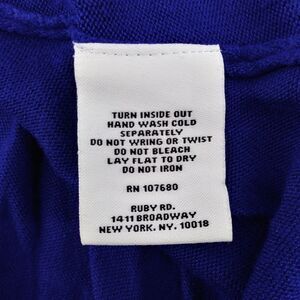 TURN INSIDE OUT
HAND WASH COLD
SEPARATELY
DO NOT WRING OR TWIST
DO NOT BLEACH
LAY FLAT TO DRY
DO NOT IRON
RN 107680
RUBY RD.
1411 BROADWAY
NEW YORK. NY. 10018